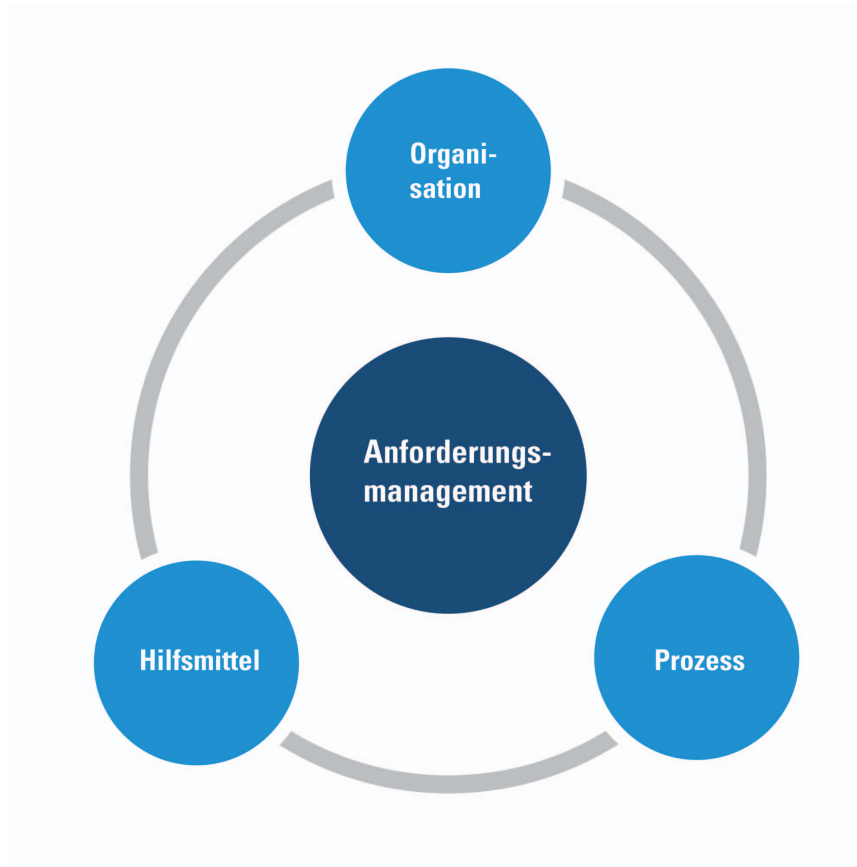 Organi-
sation
Anforderungs-
management
Hilfsmittel
Prozess